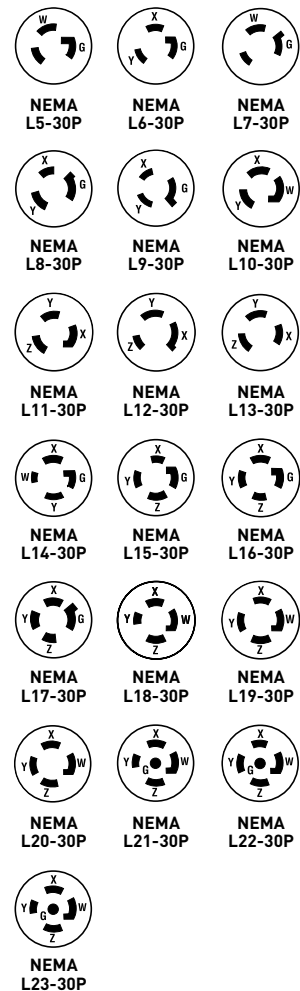 W G
X G Y
W G
NEMA L5-30P
NEMA L6-30P
NEMA L7-30P
X G Y
X G Y
X W Y
NEMA L8-30P
NEMA L9-30P
NEMA L10-30P
Y X Z
Y X Z
Y X Z
NEMA L11-30P
NEMA L12-30P
NEMA L13-30P
X W G Y
X Y G Z
X Y G Z
NEMA L14-30P
NEMA L15-30P
NEMA L16-30P
X Y G Z
X Y W Z
X Y W Z
NEMA L17-30P
NEMA L18-30P
NEMA L19-30P
X Y W Z
X Y G W Z
X Y G W Z
NEMA L20-30P
NEMA L21-30P
NEMA L22-30P
X Y G W Z
NEMA L23-30P